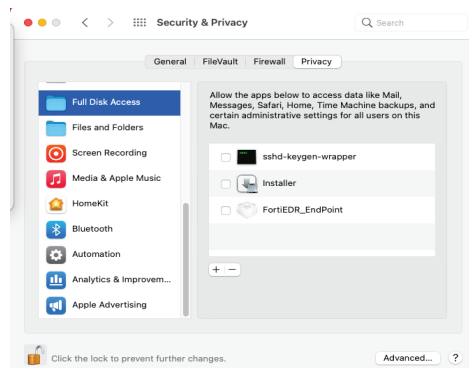 Security & Privacy
Search
General
FileVault
Firewall
Privacy
Full Disk Access
Files and Folders
Screen Recording
Media & Apple Music
HomeKit
Bluetooth
Automation
Analytics & Improvem...
Apple Advertising
Allow the apps below to access data like Mail,
Messages, Safari, Home, Time Machine backups, and
certain administrative settings for all users on this
Mac.
sshd-keygen-wrapper
Installer
FortiEDR_EndPoint
+ −
Click the lock to prevent further changes.
Advanced...
?